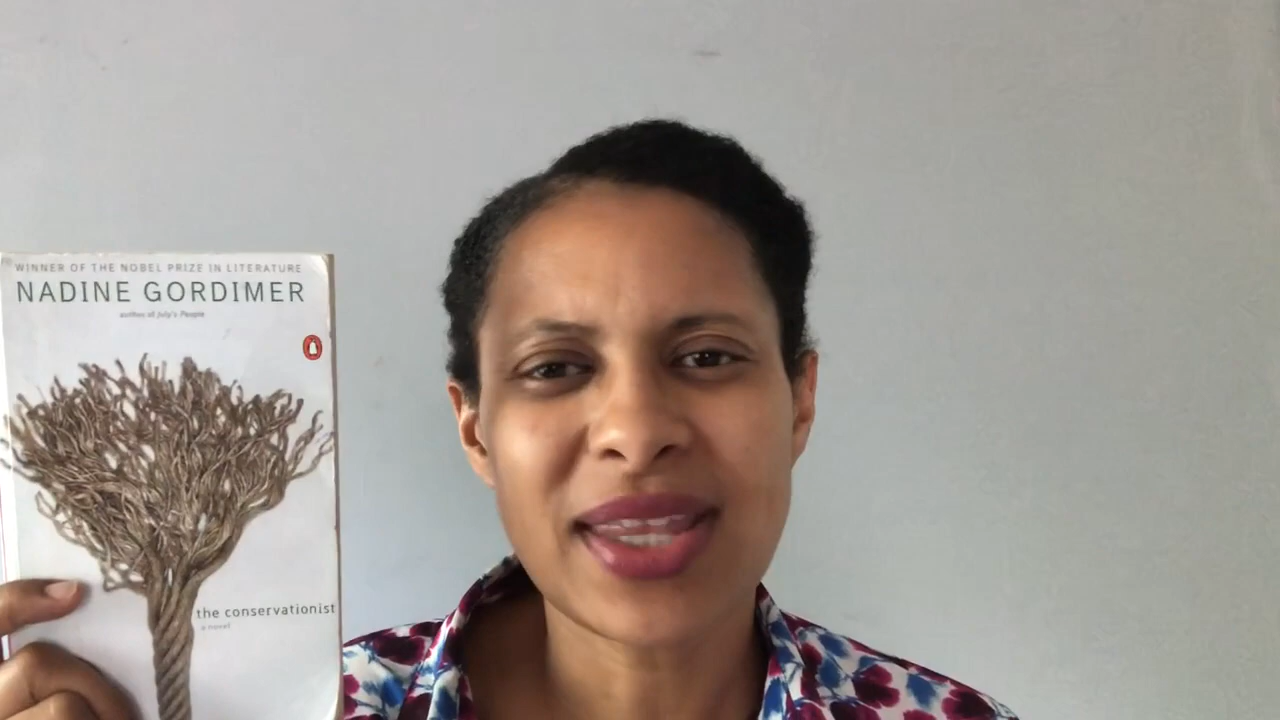 WINNER OF THE NOBEL PRIZE IN LITERATURE
NADINE GORDIMER
author of July's People
the conservationist
a novel